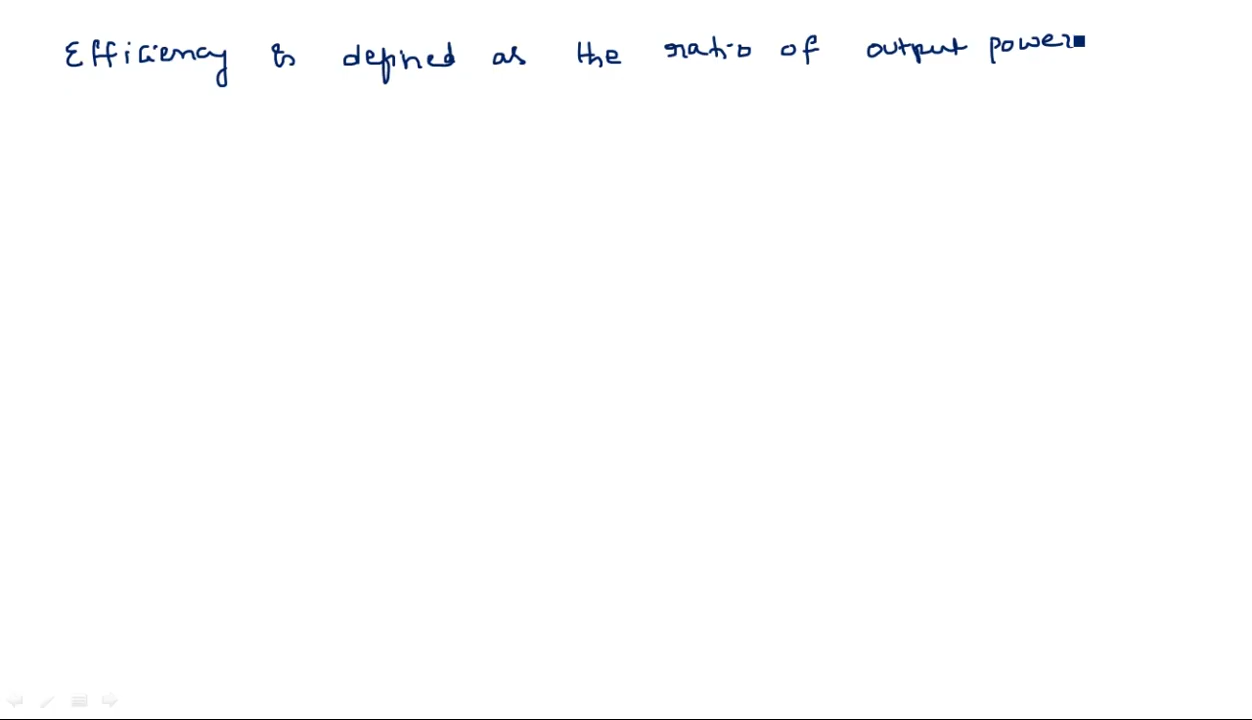 Efficiency is defined as the ratio of output power